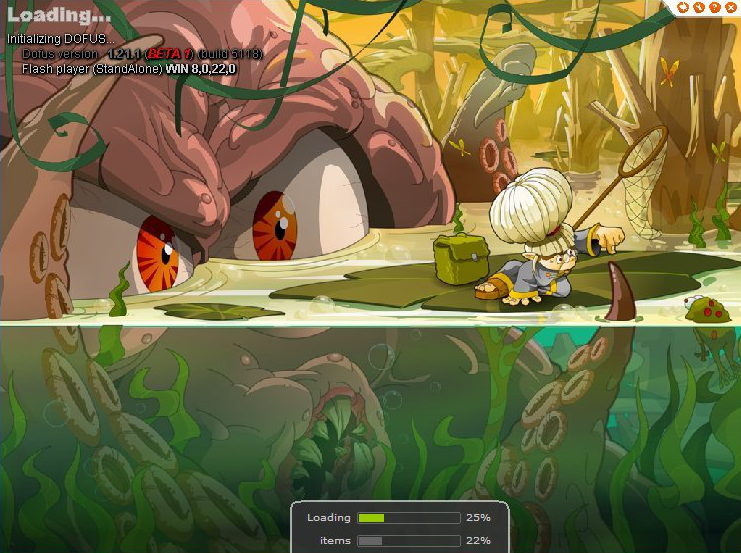 Loading...
Initializing DOFUS...
Dofus version : 1.21.1 (BETA 1) (build 5118)
Flash player (StandAlone) WIN 8,0,22,0
Loading 25%
items 22%